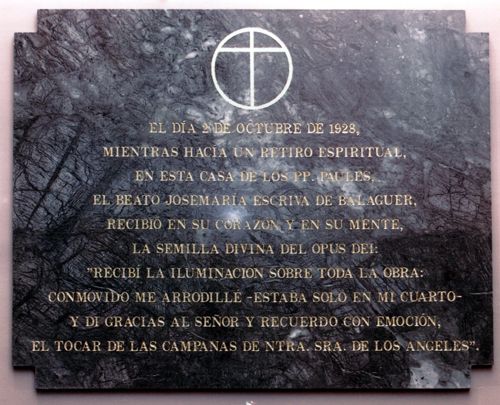 EL DÍA 2 DE OCTUBRE DE 1928,
MIENTRAS HACÍA UN RETIRO ESPIRITUAL,
EN ESTA CASA DE LOS PP. PAULES,
EL BEATO JOSEMARÍA ESCRIVA DE BALAGUER,
RECIBIÓ EN SU CORAZÓN, Y EN SU MENTE,
LA SEMILLA DIVINA DEL OPUS DEI:
"RECIBÍ LA ILUMINACIÓN SOBRE TODA LA OBRA:
CONMOVIDO ME ARRODILLÉ -ESTABA SOLO EN MI CUARTO-
Y DI GRACIAS AL SEÑOR Y RECUERDO CON EMOCIÓN,
EL TOCAR DE LAS CAMPANAS DE NTRA. SRA. DE LOS ANGELES".